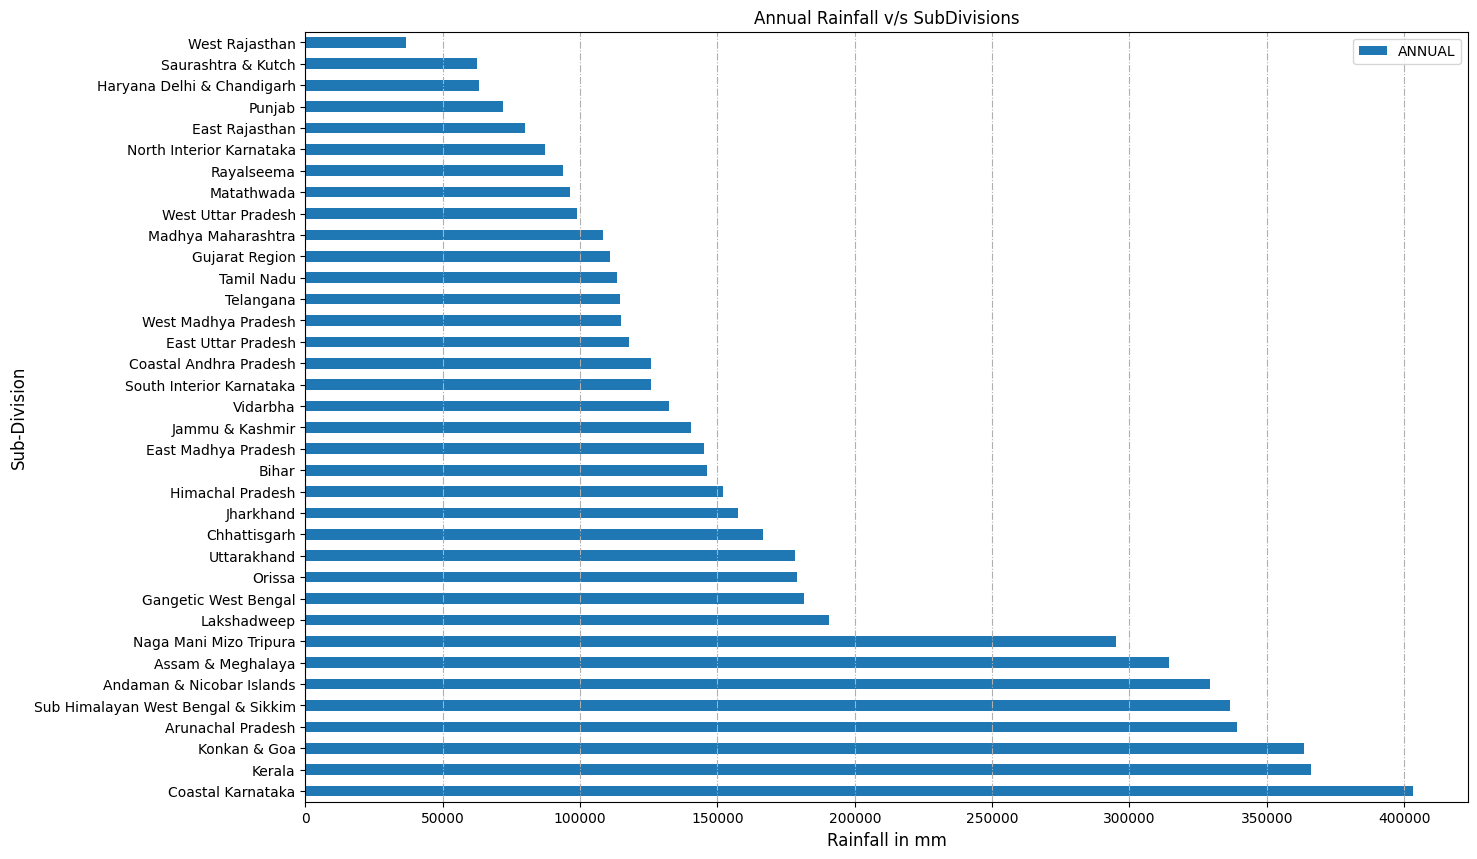 Annual Rainfall v/s SubDivisions
ANNUAL
West Rajasthan
Saurashtra & Kutch
Haryana Delhi & Chandigarh
Punjab
East Rajasthan
North Interior Karnataka
Rayalseema
Matathwada
West Uttar Pradesh
Madhya Maharashtra
Gujarat Region
Tamil Nadu
Telangana
West Madhya Pradesh
East Uttar Pradesh
Coastal Andhra Pradesh
South Interior Karnataka
Vidarbha
Jammu & Kashmir
East Madhya Pradesh
Bihar
Himachal Pradesh
Jharkhand
Chhattisgarh
Uttarakhand
Orissa
Gangetic West Bengal
Lakshadweep
Naga Mani Mizo Tripura
Assam & Meghalaya
Andaman & Nicobar Islands
Sub Himalayan West Bengal & Sikkim
Arunachal Pradesh
Konkan & Goa
Kerala
Coastal Karnataka
Sub-Division
0 50000 100000 150000 200000 250000 300000 350000 400000
Rainfall in mm